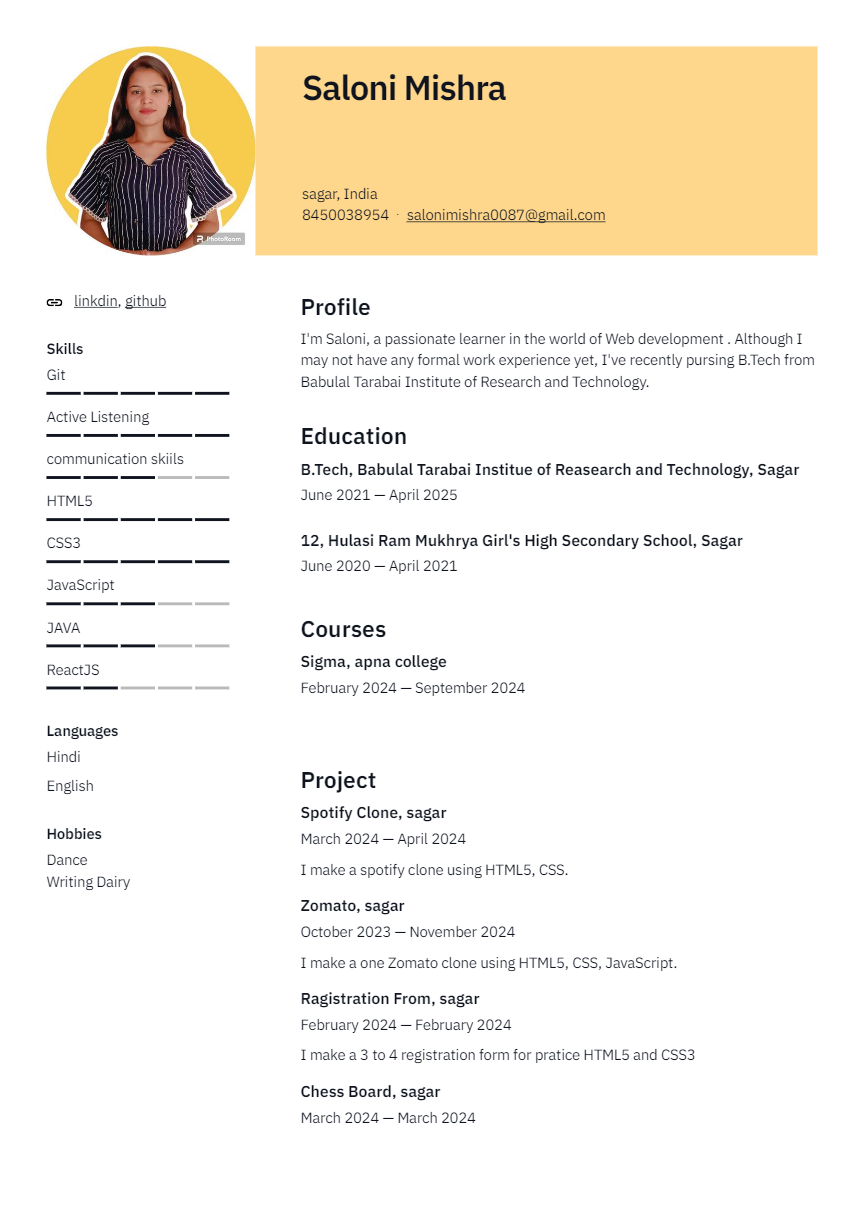 Saloni Mishra
sagar, India
8450038954 · salonimishra0087@gmail.com
PhotoRoom
linkdin, github
Skills
Git
Active Listening
communication skiils
HTML5
CSS3
JavaScript
JAVA
ReactJS
Languages
Hindi
English
Hobbies
Dance
Writing Dairy
Profile
I'm Saloni, a passionate learner in the world of Web development . Although I
may not have any formal work experience yet, I've recently pursing B.Tech from
Babulal Tarabai Institute of Research and Technology.
Education
B.Tech, Babulal Tarabai Institue of Reasearch and Technology, Sagar
June 2021 — April 2025
12, Hulasi Ram Mukhrya Girl's High Secondary School, Sagar
June 2020 — April 2021
Courses
Sigma, apna college
February 2024 — September 2024
Project
Spotify Clone, sagar
March 2024 — April 2024
I make a spotify clone using HTML5, CSS.
Zomato, sagar
October 2023 — November 2024
I make a one Zomato clone using HTML5, CSS, JavaScript.
Ragistration From, sagar
February 2024 — February 2024
I make a 3 to 4 registration form for pratice HTML5 and CSS3
Chess Board, sagar
March 2024 — March 2024